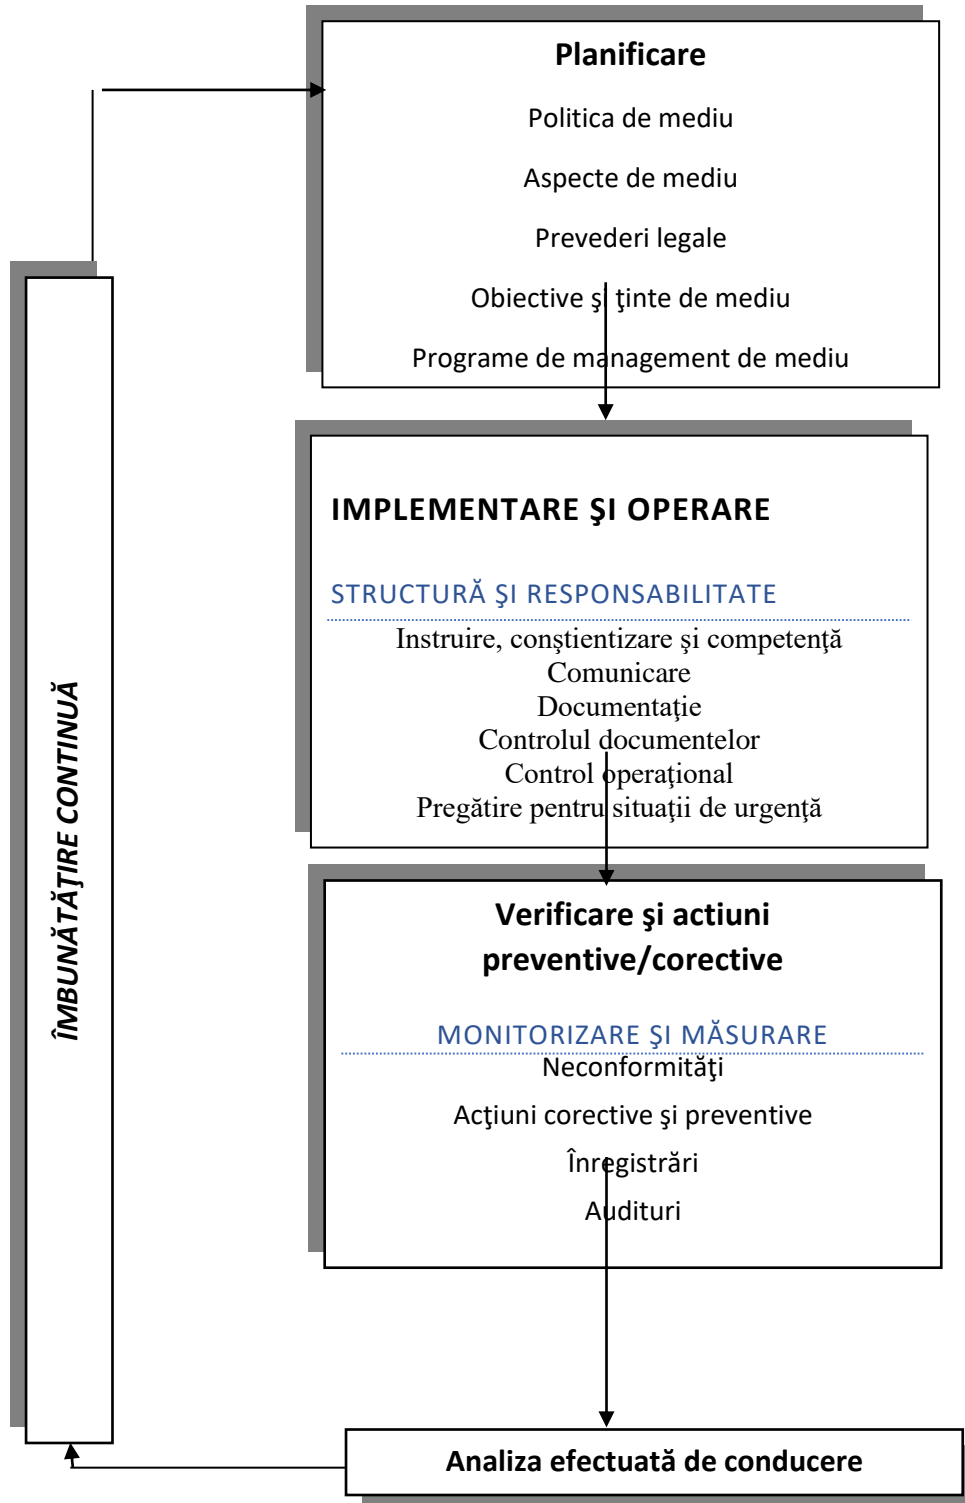 Planificare
Politica de mediu
Aspecte de mediu
Prevederi legale
Obiective şi ţinte de mediu
Programe de management de mediu
IMPLEMENTARE ŞI OPERARE
STRUCTURĂ ŞI RESPONSABILITATE
Instruire, conştientizare şi competenţă
Comunicare
Documentaţie
Controlul documentelor
Control operaţional
Pregătire pentru situaţii de urgenţă
ÎMBUNĂTĂŢIRE CONTINUĂ
Verificare şi actiuni
preventive/corective
MONITORIZARE ŞI MĂSURARE
Neconformităţi
Acţiuni corective şi preventive
Înregistrări
Audituri
Analiza efectuată de conducere